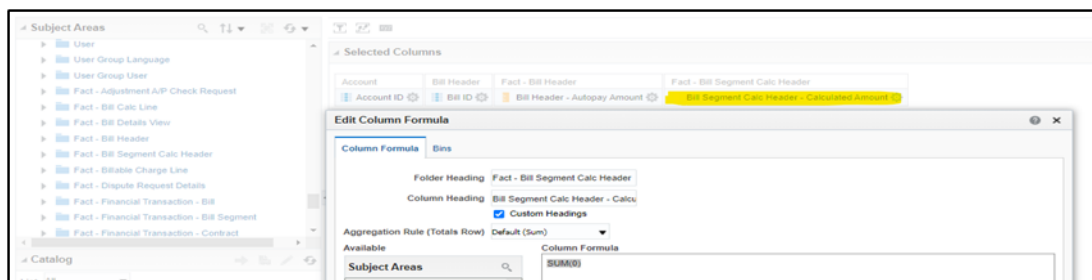 Subject Areas
User
User Group Language
User Group User
Fact - Adjustment A/P Check Request
Fact - Bill Calc Line
Fact - Bill Details View
Fact - Bill Header
Fact - Bill Segment Calc Header
Fact - Billable Charge Line
Fact - Dispute Request Details
Fact - Financial Transaction - Bill
Fact - Financial Transaction - Bill Segment
Fact - Financial Transaction - Contract
Catalog
Selected Columns
Account Bill Header Fact - Bill Header Fact - Bill Segment Calc Header
Account ID Bill ID Bill Header - Autopay Amount Bill Segment Calc Header - Calculated Amount
Edit Column Formula
Column Formula Bins
Folder Heading Fact - Bill Segment Calc Header
Column Heading Bill Segment Calc Header - Calcu
Custom Headings
Aggregation Rule (Totals Row) Default (Sum)
Available Column Formula
Subject Areas SUM(0)